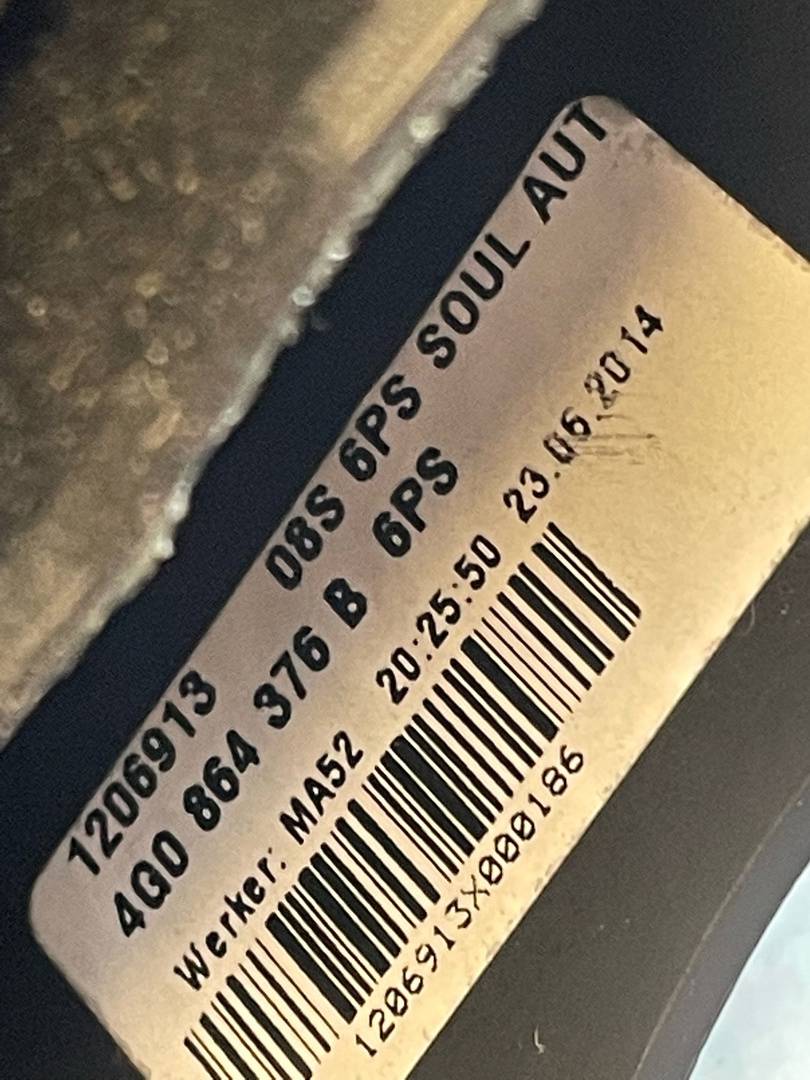 1206913 08S 6PS SOUL AUT
4G0 864 376 B 6PS
Werker: MA52 20:25:50 23.06.2014
1206913X000186